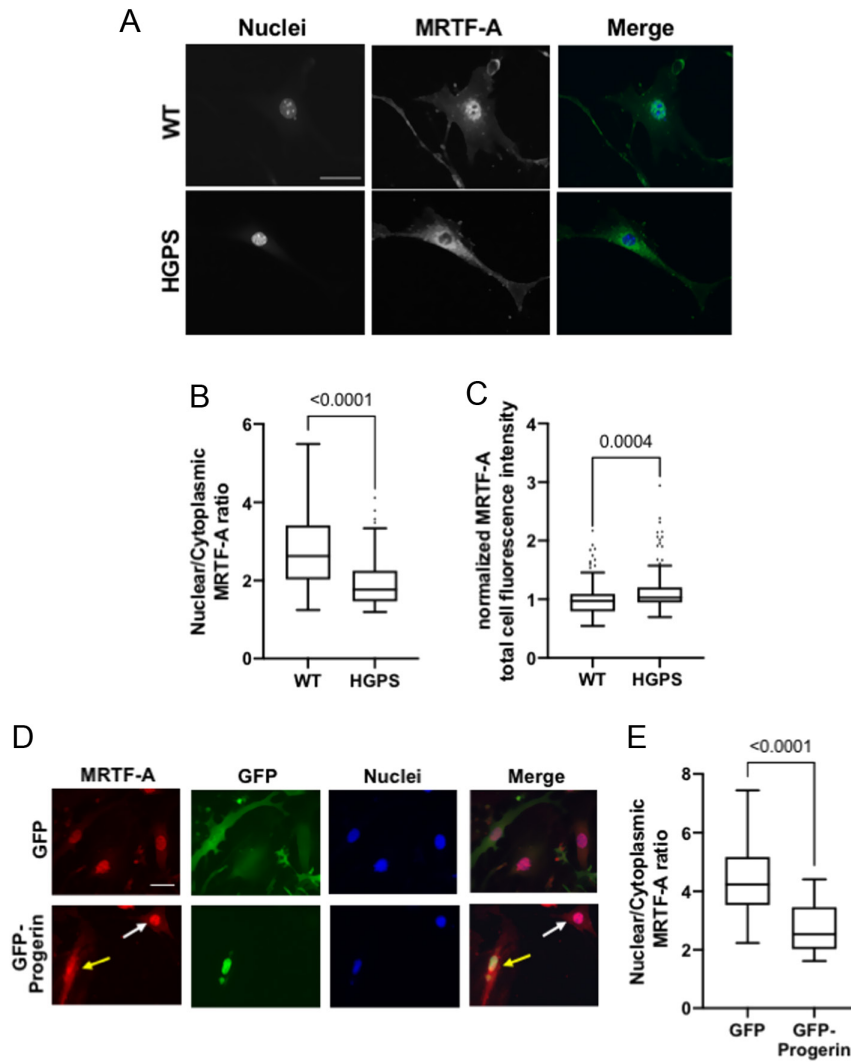 A
Nuclei
MRTF-A
Merge
WT
HGPS
B
<0.0001
Nuclear/Cytoplasmic
MRTF-A ratio
6
4
2
0
WT
HGPS
C
0.0004
normalized MRTF-A
total cell fluorescence intensity
4
3
2
1
0
WT
HGPS
D
MRTF-A
GFP
Nuclei
Merge
GFP
GFP-
Progerin
E
<0.0001
Nuclear/Cytoplasmic
MRTF-A ratio
8
6
4
2
0
GFP
GFP-
Progerin